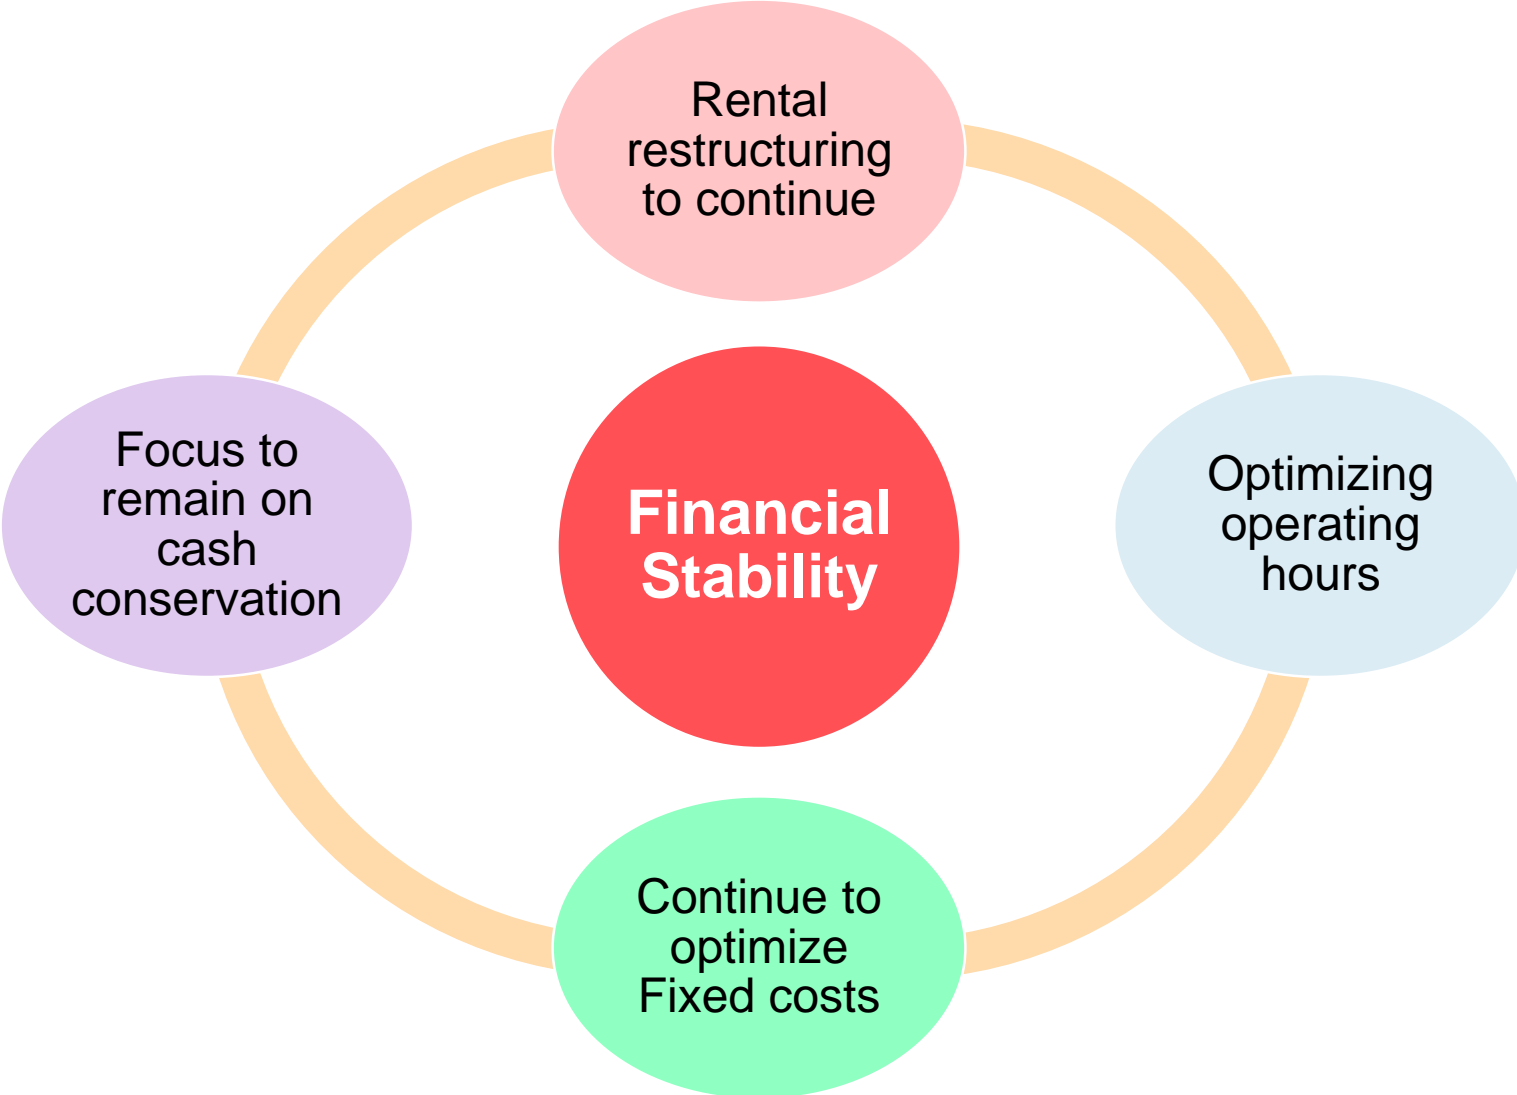 Rental
restructuring
to continue
Focus to
remain on
cash
conservation
Financial
Stability
Optimizing
operating
hours
Continue to
optimize
Fixed costs